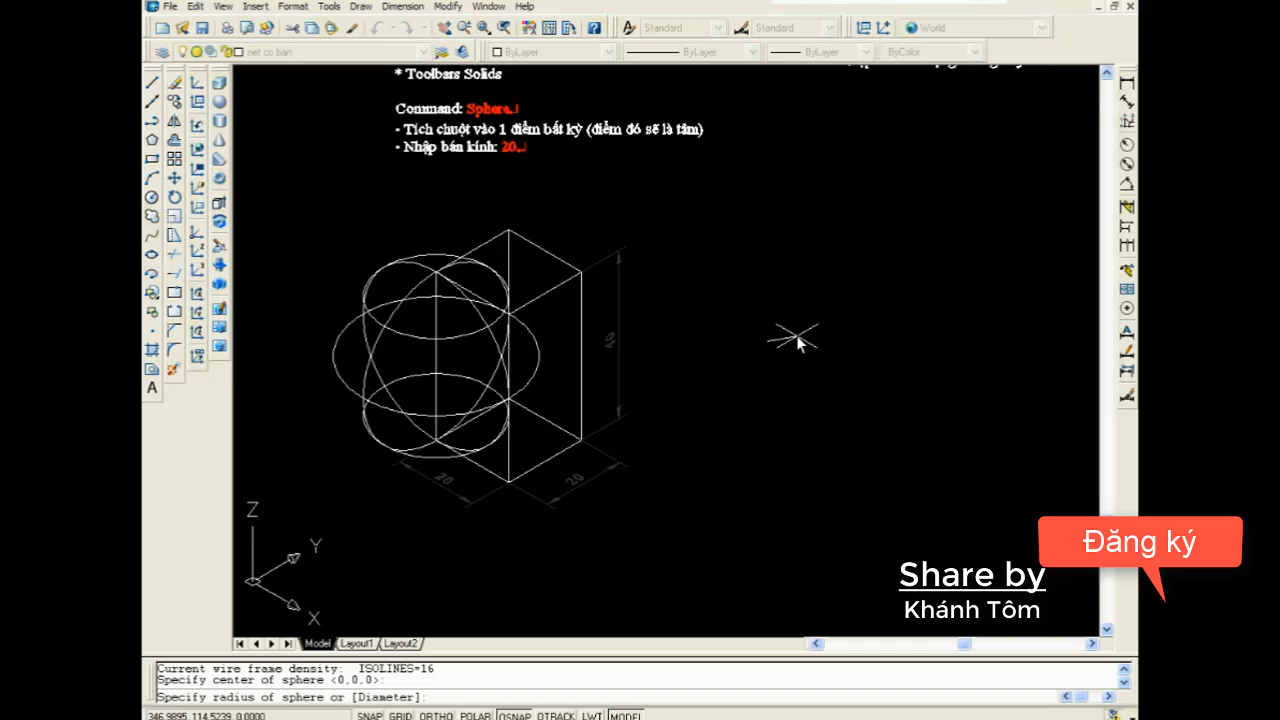 File Edit View Insert Format Tools Draw Dimension Modify Window Help
Standard Standard World
net co ban ByLayer ByLayer ByLayer ByColor
* Toolbars Solids
Command: Sphere↵
- Tích chuột vào 1 điểm bất kỳ (điểm đó sẽ là tâm)
- Nhập bán kính: 20↵
40
20 20
Z
Y
X
Đăng ký
Share by
Khánh Tôm
Model Layout1 Layout2
Current wire frame density: ISOLINES=16
Specify center of sphere <0,0,0>:
Specify radius of sphere or [Diameter]:
346.9895, 114.5239, 0.0000 SNAP GRID ORTHO POLAR OSNAP OTRACK LWT MODEL